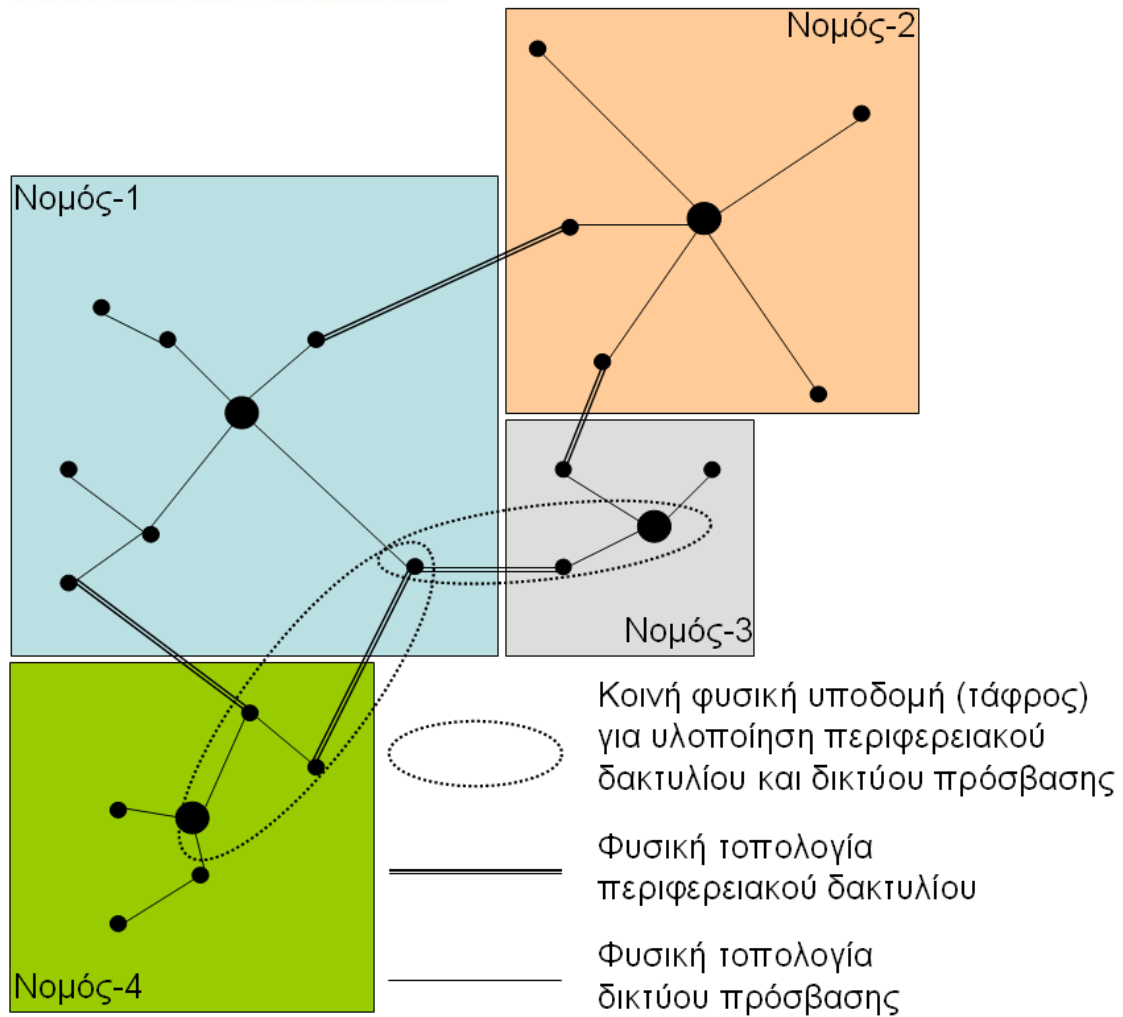 Νομός-2
Νομός-1
Νομός-3
Κοινή φυσική υποδομή (τάφρος)
για υλοποίηση περιφερειακού
δακτυλίου και δικτύου πρόσβασης
Φυσική τοπολογία
περιφερειακού δακτυλίου
Φυσική τοπολογία
δικτύου πρόσβασης
Νομός-4